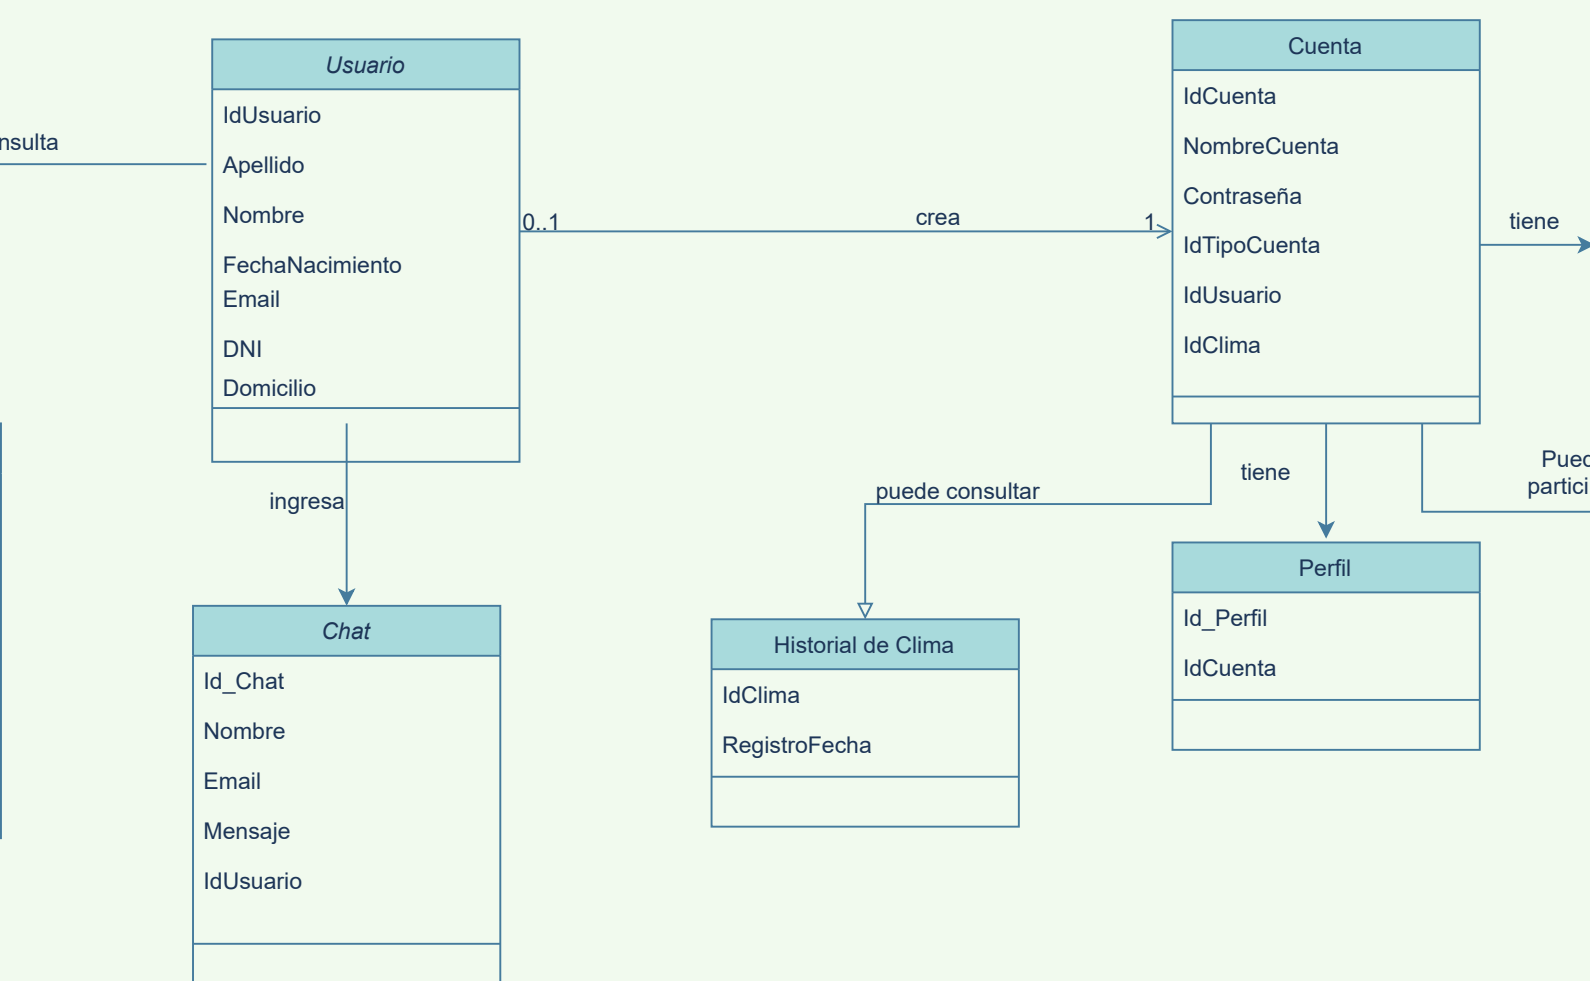 nsulta
Usuario
IdUsuario
Apellido
Nombre
FechaNacimiento
Email
DNI
Domicilio
0..1
crea
1
Cuenta
IdCuenta
NombreCuenta
Contraseña
IdTipoCuenta
IdUsuario
IdClima
tiene
ingresa
puede consultar
tiene
Pued
partici
Chat
Id_Chat
Nombre
Email
Mensaje
IdUsuario
Historial de Clima
IdClima
RegistroFecha
Perfil
Id_Perfil
IdCuenta